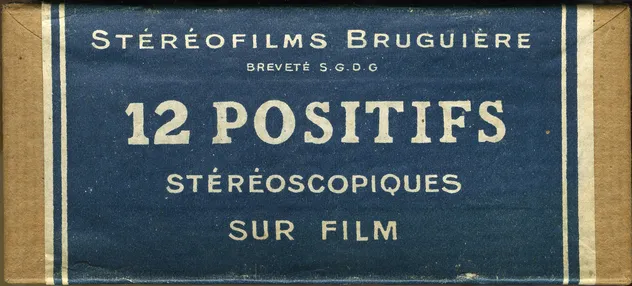 STÉRÉOFILMS BRUGUIÈRE
BREVETÉ S.G.D.G
12 POSITIFS
STÉRÉOSCOPIQUES
SUR FILM